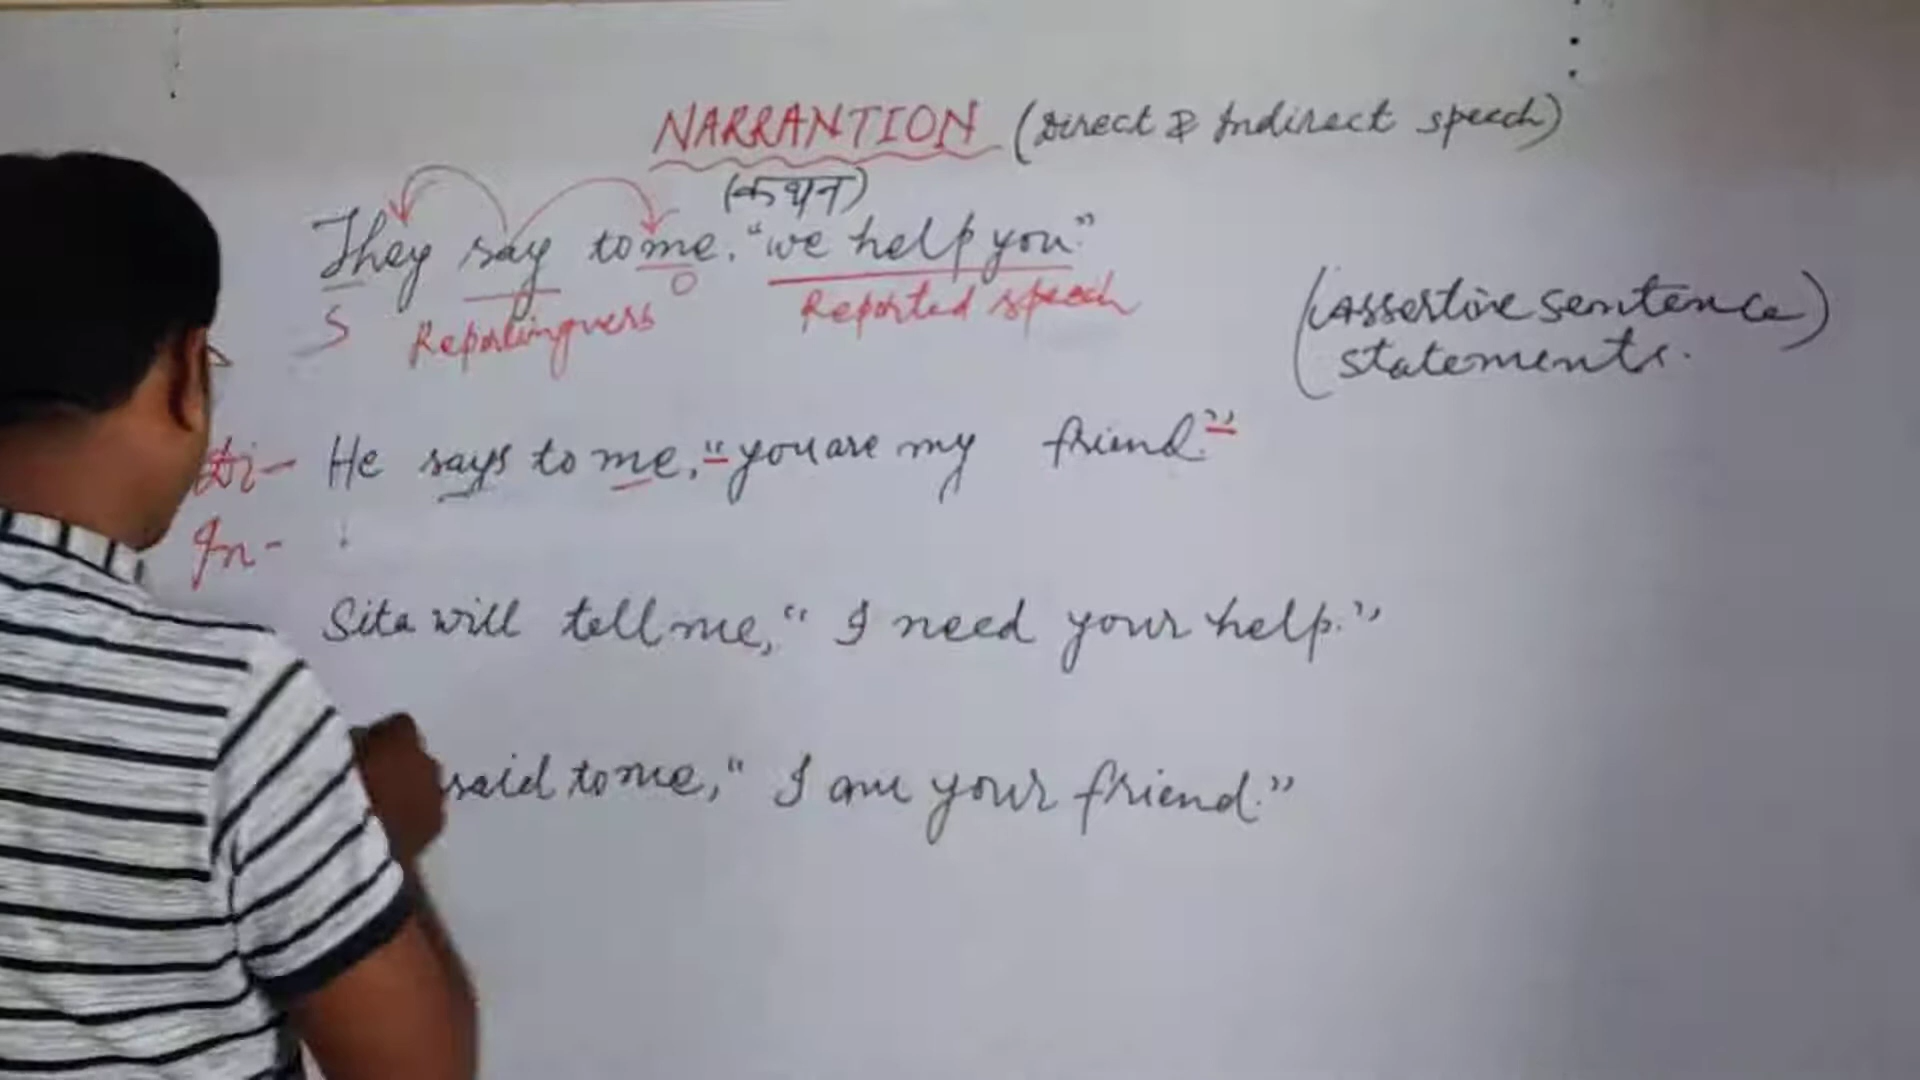 NARRANTION (Direct & Indirect speech)
(कथन)
They say to me, "we help you."
S Reportingverb O Reported speech
(Assertive sentence)
statements.
Di- He says to me, "you are my friend."
In-
Sita will tell me, "I need your help."
said to me, "I am your friend."